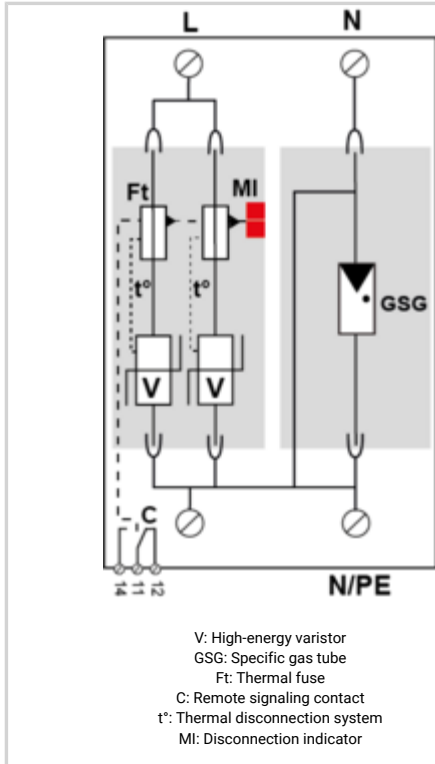 L N
Ft MI
t° t°
GSG
V V
C
14 11 12
N/PE
V: High-energy varistor
GSG: Specific gas tube
Ft: Thermal fuse
C: Remote signaling contact
t°: Thermal disconnection system
MI: Disconnection indicator